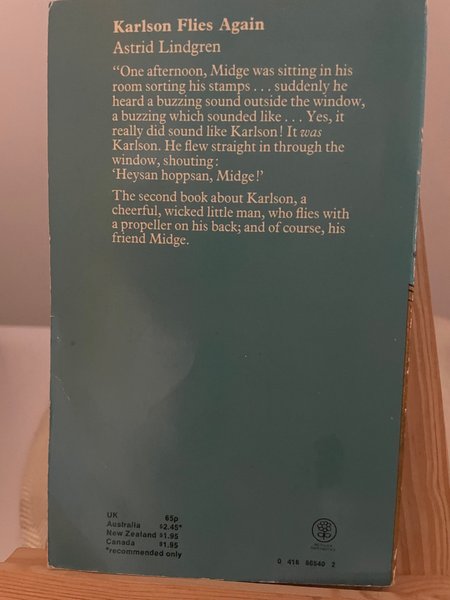 Karlson Flies Again
Astrid Lindgren
“One afternoon, Midge was sitting in his
room sorting his stamps . . . suddenly he
heard a buzzing sound outside the window,
a buzzing which sounded like . . . Yes, it
really did sound like Karlson! It was
Karlson. He flew straight in through the
window, shouting:
‘Heysan hoppsan, Midge!’
The second book about Karlson, a
cheerful, wicked little man, who flies with
a propeller on his back; and of course, his
friend Midge.
UK 65p
Australia $2.45*
New Zealand $1.95
Canada $1.95
*recommended only
0 416 86540 2